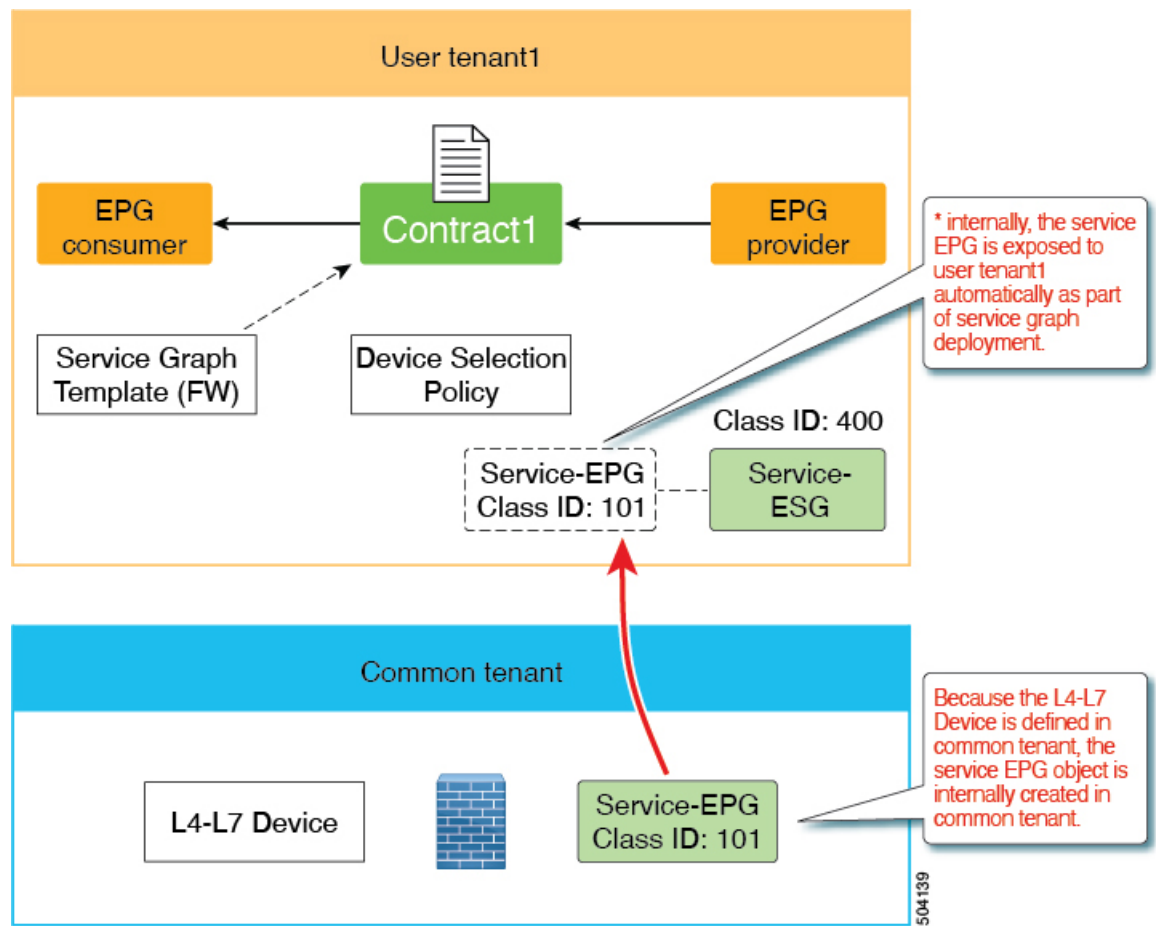 User tenant1
EPG
consumer
Contract1
EPG
provider
* internally, the service
EPG is exposed to
user tenant1
automatically as part
of service graph
deployment.
Service Graph
Template (FW)
Device Selection
Policy
Class ID: 400
Service-EPG
Class ID: 101
Service-
ESG
Common tenant
Because the L4-L7
Device is defined in
common tenant, the
service EPG object is
internally created in
common tenant.
L4-L7 Device
Service-EPG
Class ID: 101
504139